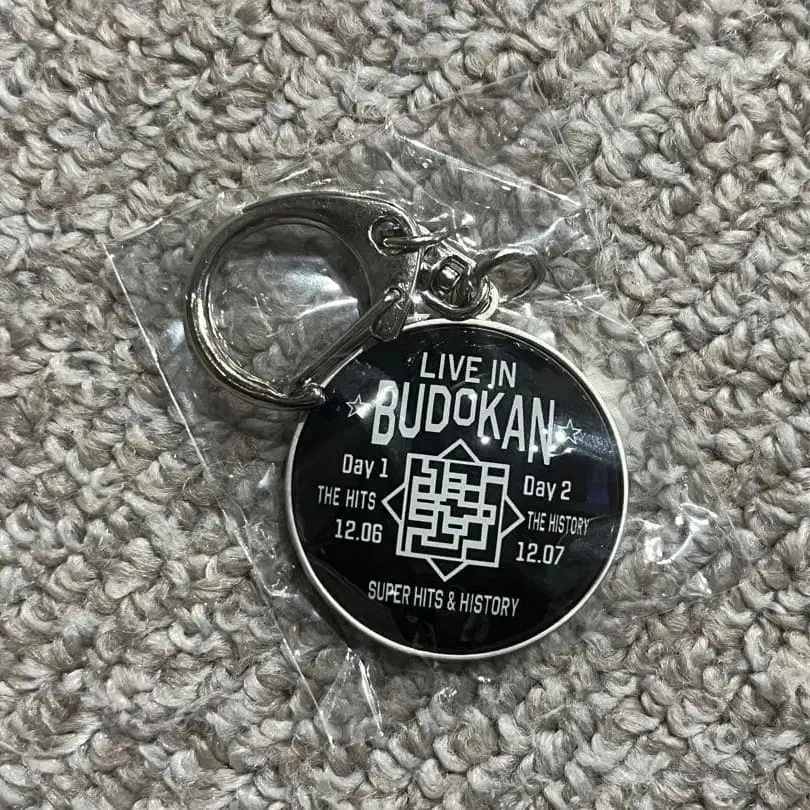 LIVE IN
BUDOKAN
Day 1
THE HITS
12.06
Day 2
THE HISTORY
12.07
SUPER HITS & HISTORY